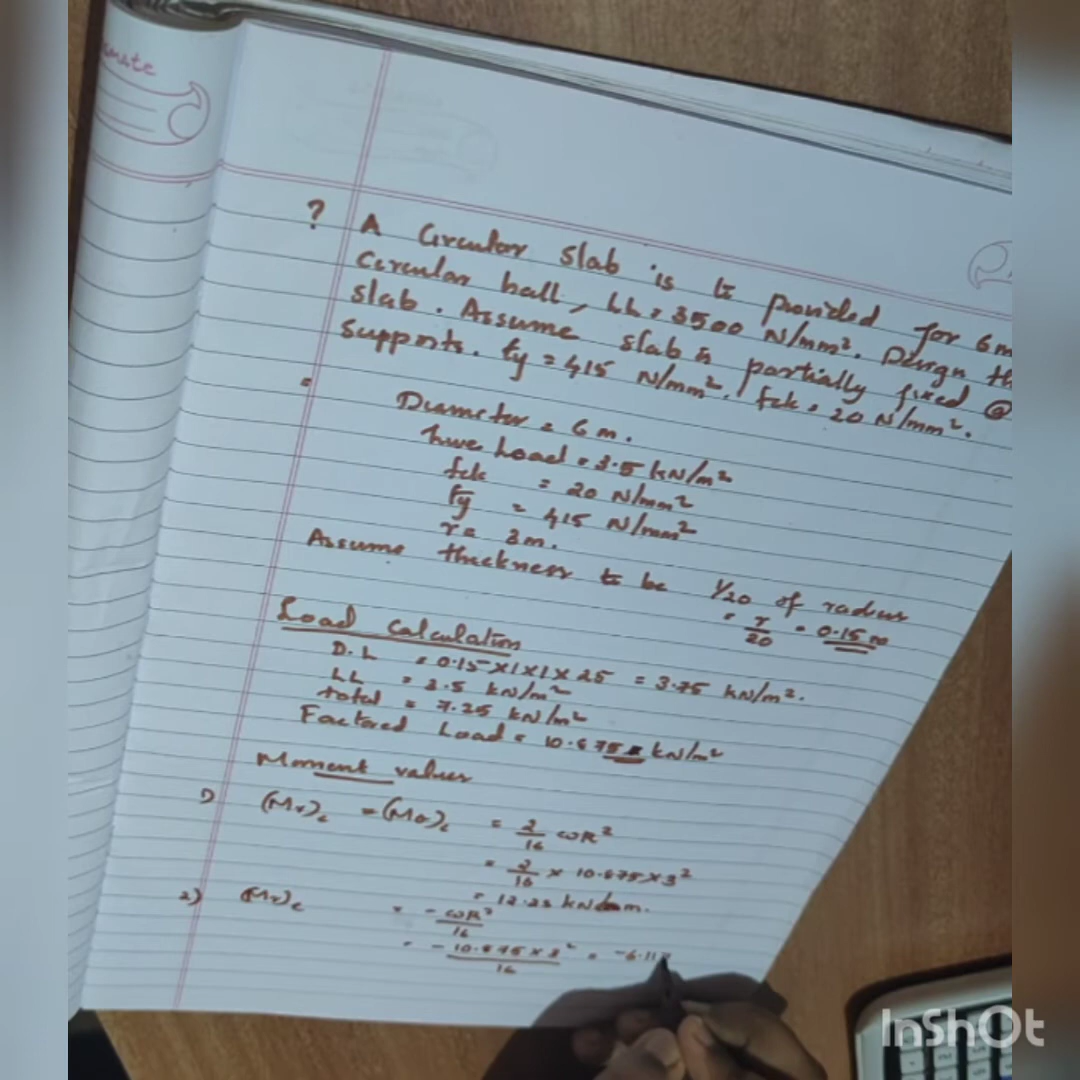 ? A Circular slab is to provided for 6m
Circular hall, LL = 3500 N/mm². Design th
slab. Assume slab is partially fixed @
supports. fy = 415 N/mm², fck = 20 N/mm².
= Diameter = 6 m.
Live Load = 3.5 kN/m²
fck = 20 N/mm²
fy = 415 N/mm²
r = 3m.
Assume thickness to be 1/20 of radius
= r/20 = 0.15 m
Load calculation
D.L = 0.15×1×1×25 = 3.75 kN/m².
LL = 3.5 kN/m²
total = 7.25 kN/m²
Factored Load = 10.875 kN/m²
Moment values
1) (Mr)c = (Mθ)c = 2/16 ωR²
= 2/16 × 10.875 × 3²
= 12.23 kN m.
2) (Mr)e = -ωR²/16
= -10.875 × 3²/16 = -6.11
InShOt